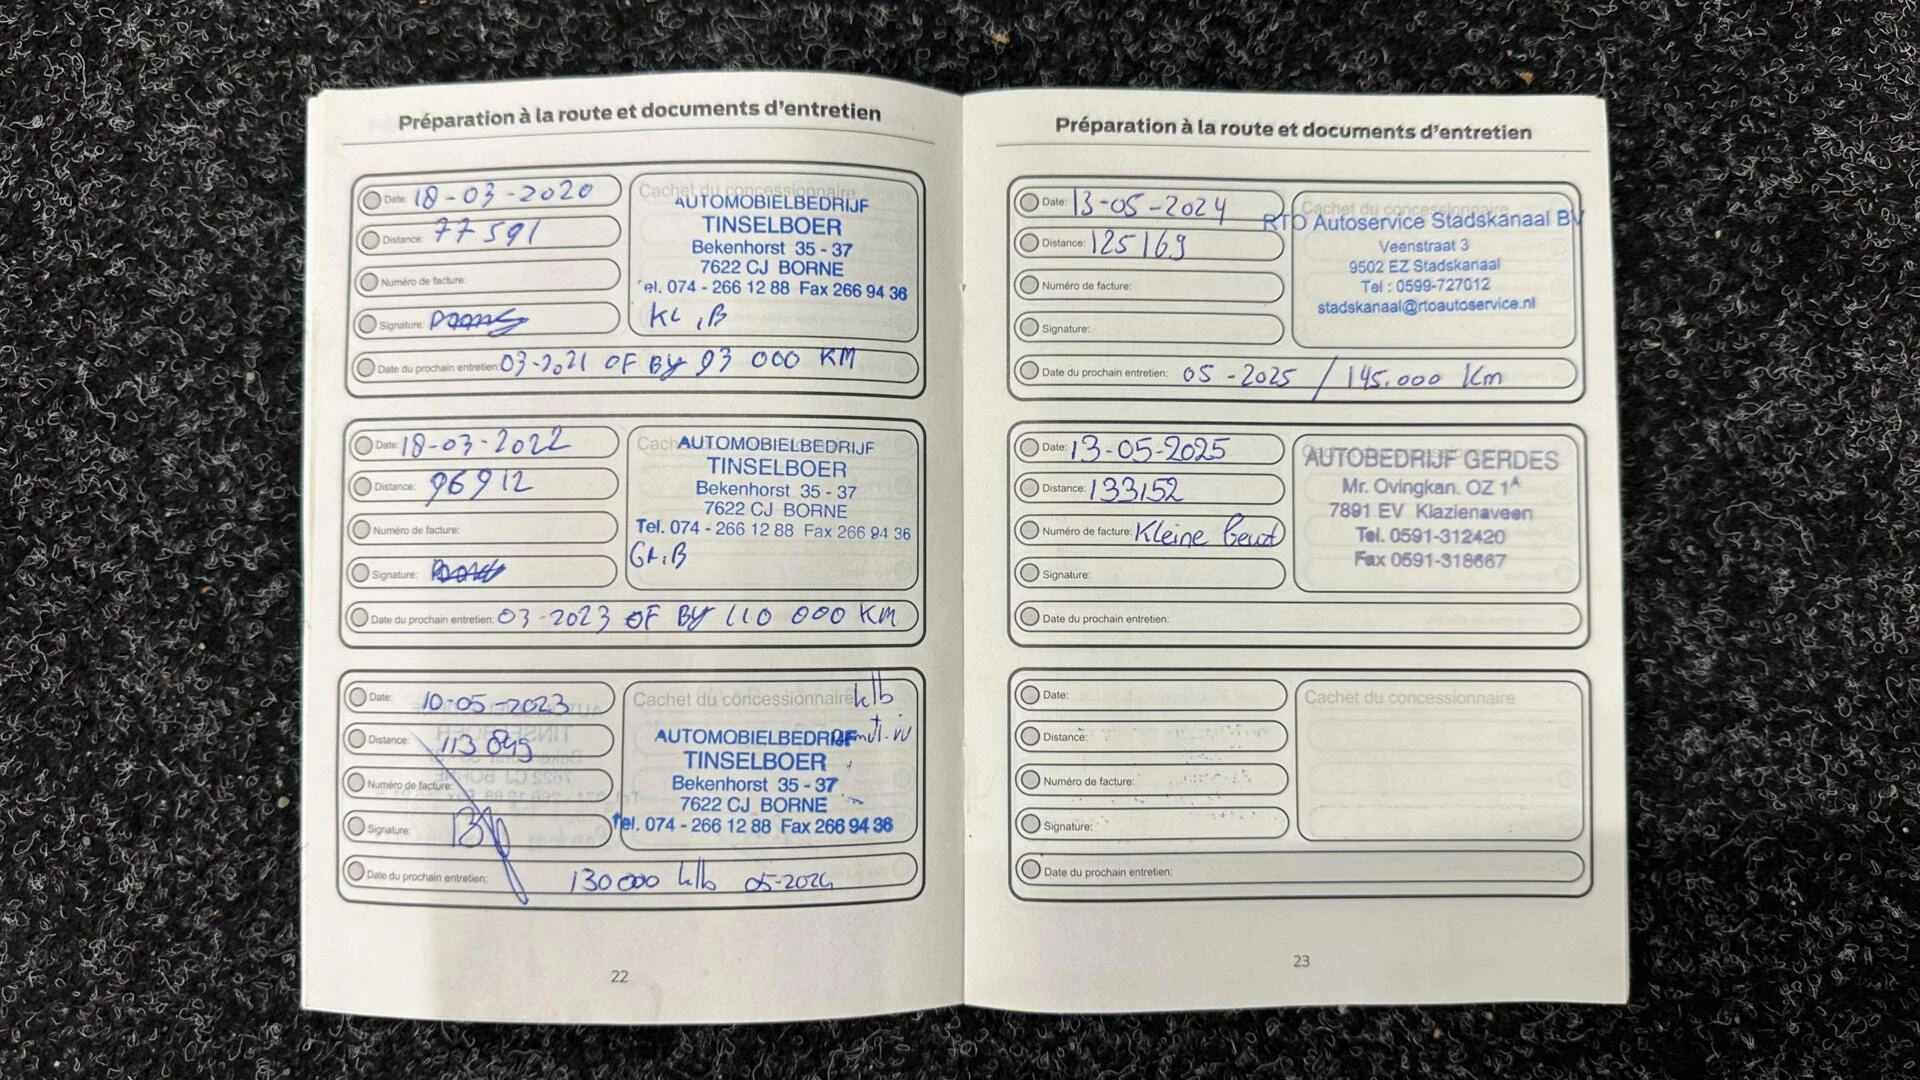 Préparation à la route et documents d'entretien
Date: 18-03-2020
Distance: 77591
Numéro de facture:
Signature:
Cachet du concessionnaire
AUTOMOBIELBEDRIJF
TINSELBOER
Bekenhorst 35 - 37
7622 CJ BORNE
Tel. 074 - 266 12 88 Fax 266 94 36
KL, B
Date du prochain entretien: 03-2021 OF BY 93 000 KM
Date: 18-03-2022
Distance: 96912
Numéro de facture:
Signature:
Cach
AUTOMOBIELBEDRIJF
TINSELBOER
Bekenhorst 35 - 37
7622 CJ BORNE
Tel. 074 - 266 12 88 Fax 266 94 36
Gr, B
Date du prochain entretien: 03-2023 OF BY 110 000 KM
Date: 10-05-2023
Distance: 113849
Numéro de facture:
Signature:
Cachet du concessionnaire klb
AUTOMOBIELBEDRIJF
TINSELBOER
Bekenhorst 35 - 37
7622 CJ BORNE
Tel. 074 - 266 12 88 Fax 266 94 36
Date du prochain entretien: 130000 klb 05-2024
22
Préparation à la route et documents d'entretien
Date: 13-05-2024
Distance: 125169
Numéro de facture:
Signature:
Cachet du concessionnaire
RTO Autoservice Stadskanaal BV
Veenstraat 3
9502 EZ Stadskanaal
Tel : 0599-727012
stadskanaal@rtoautoservice.nl
Date du prochain entretien: 05-2025 / 145.000 Km
Date: 13-05-2025
Distance: 133152
Numéro de facture: Kleine beurt
Signature:
AUTOBEDRIJF GERDES
Mr. Ovingkan. OZ 1A
7891 EV Klazienaveen
Tel. 0591-312420
Fax 0591-318667
Date du prochain entretien:
Date:
Distance:
Numéro de facture:
Signature:
Cachet du concessionnaire
Date du prochain entretien:
23